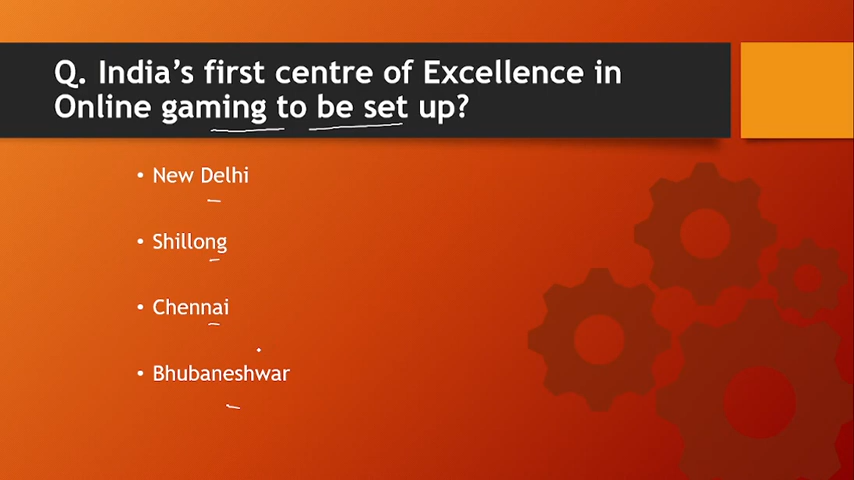 Q. India's first centre of Excellence in
Online gaming to be set up?
• New Delhi
• Shillong
• Chennai
• Bhubaneshwar